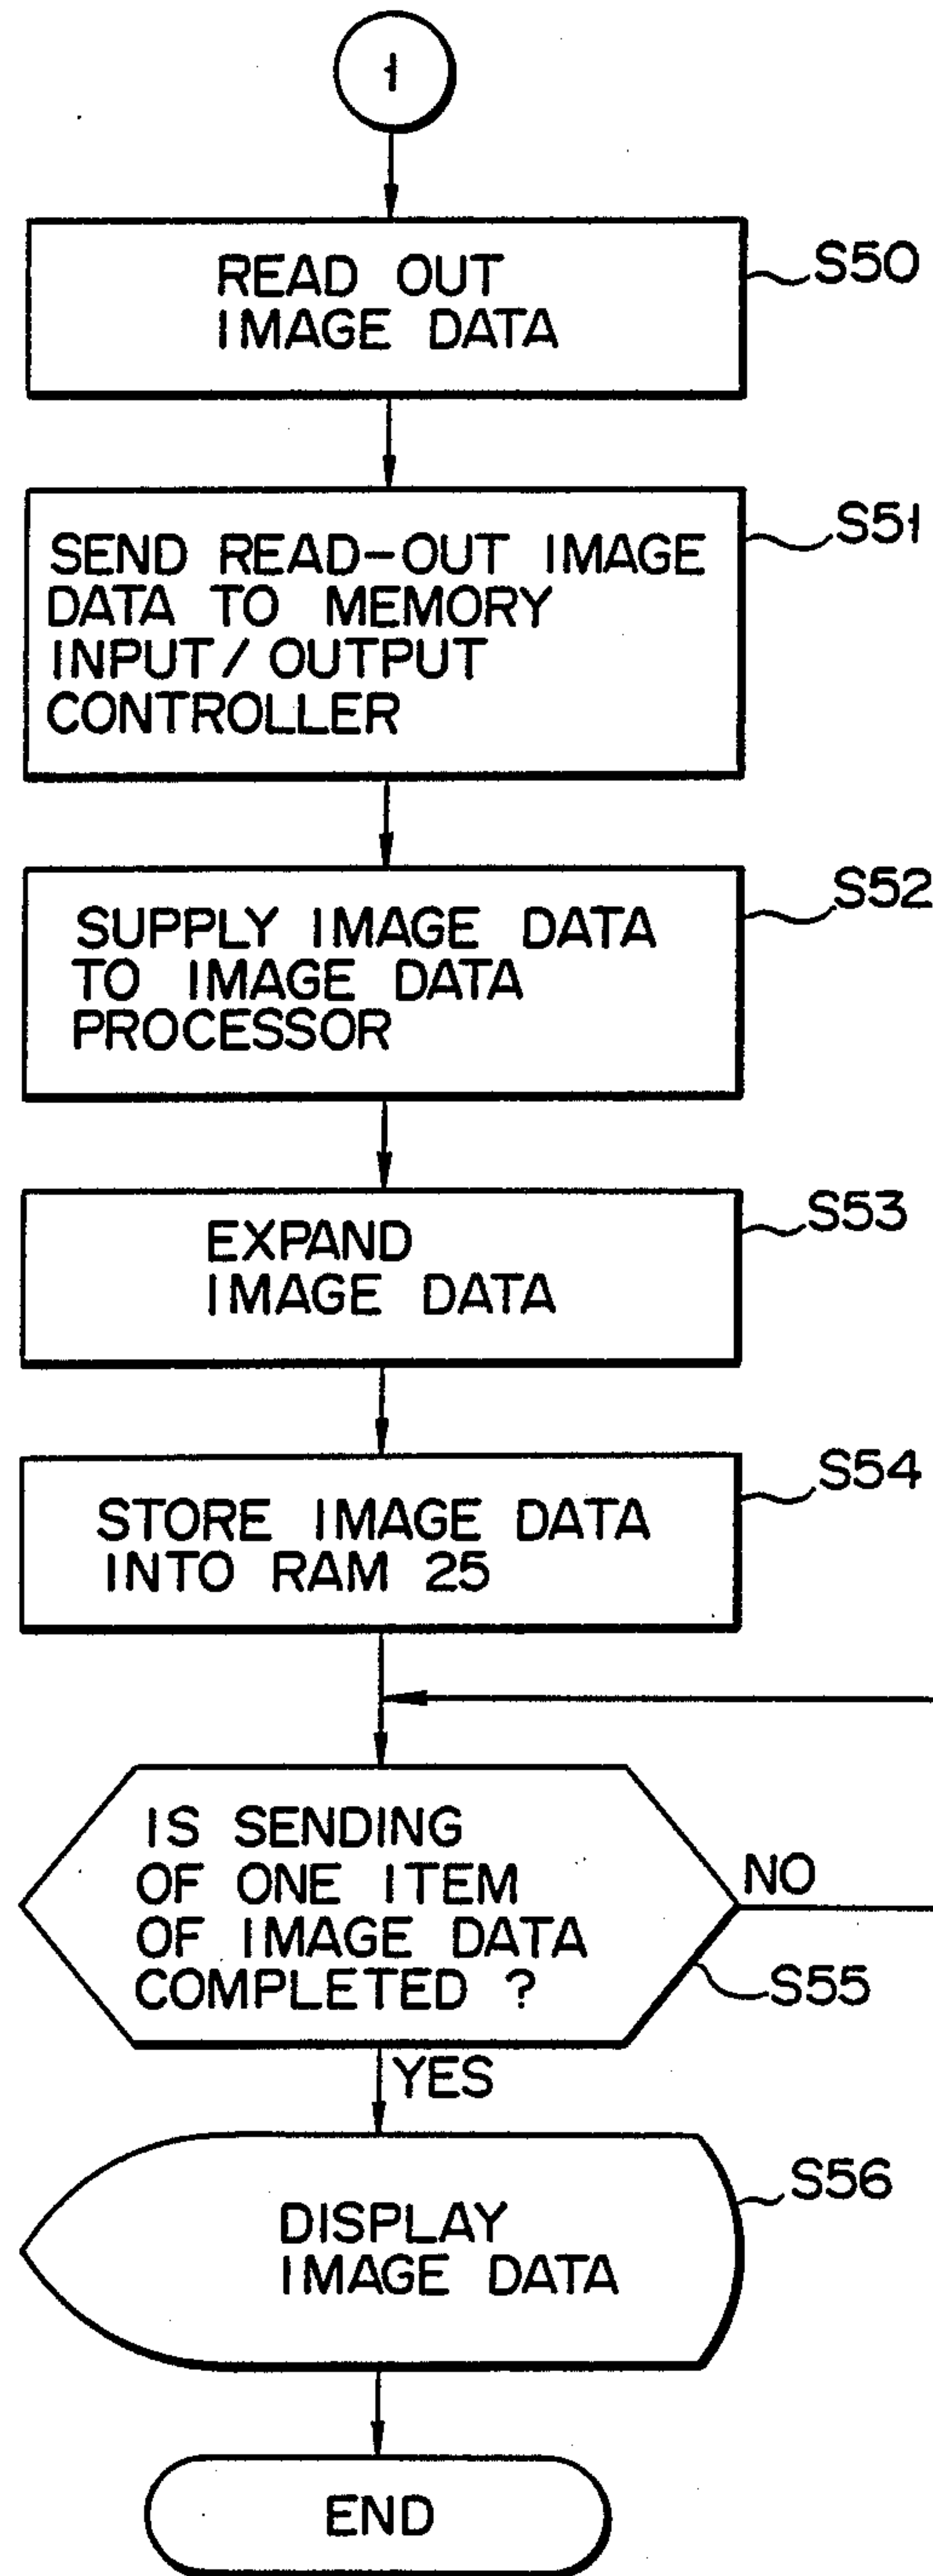 1
READ OUT
IMAGE DATA
S50
SEND READ-OUT IMAGE
DATA TO MEMORY
INPUT/OUTPUT
CONTROLLER
S51
SUPPLY IMAGE DATA
TO IMAGE DATA
PROCESSOR
S52
EXPAND
IMAGE DATA
S53
STORE IMAGE DATA
INTO RAM 25
S54
IS SENDING
OF ONE ITEM
OF IMAGE DATA
COMPLETED ?
NO
S55
YES
DISPLAY
IMAGE DATA
S56
END